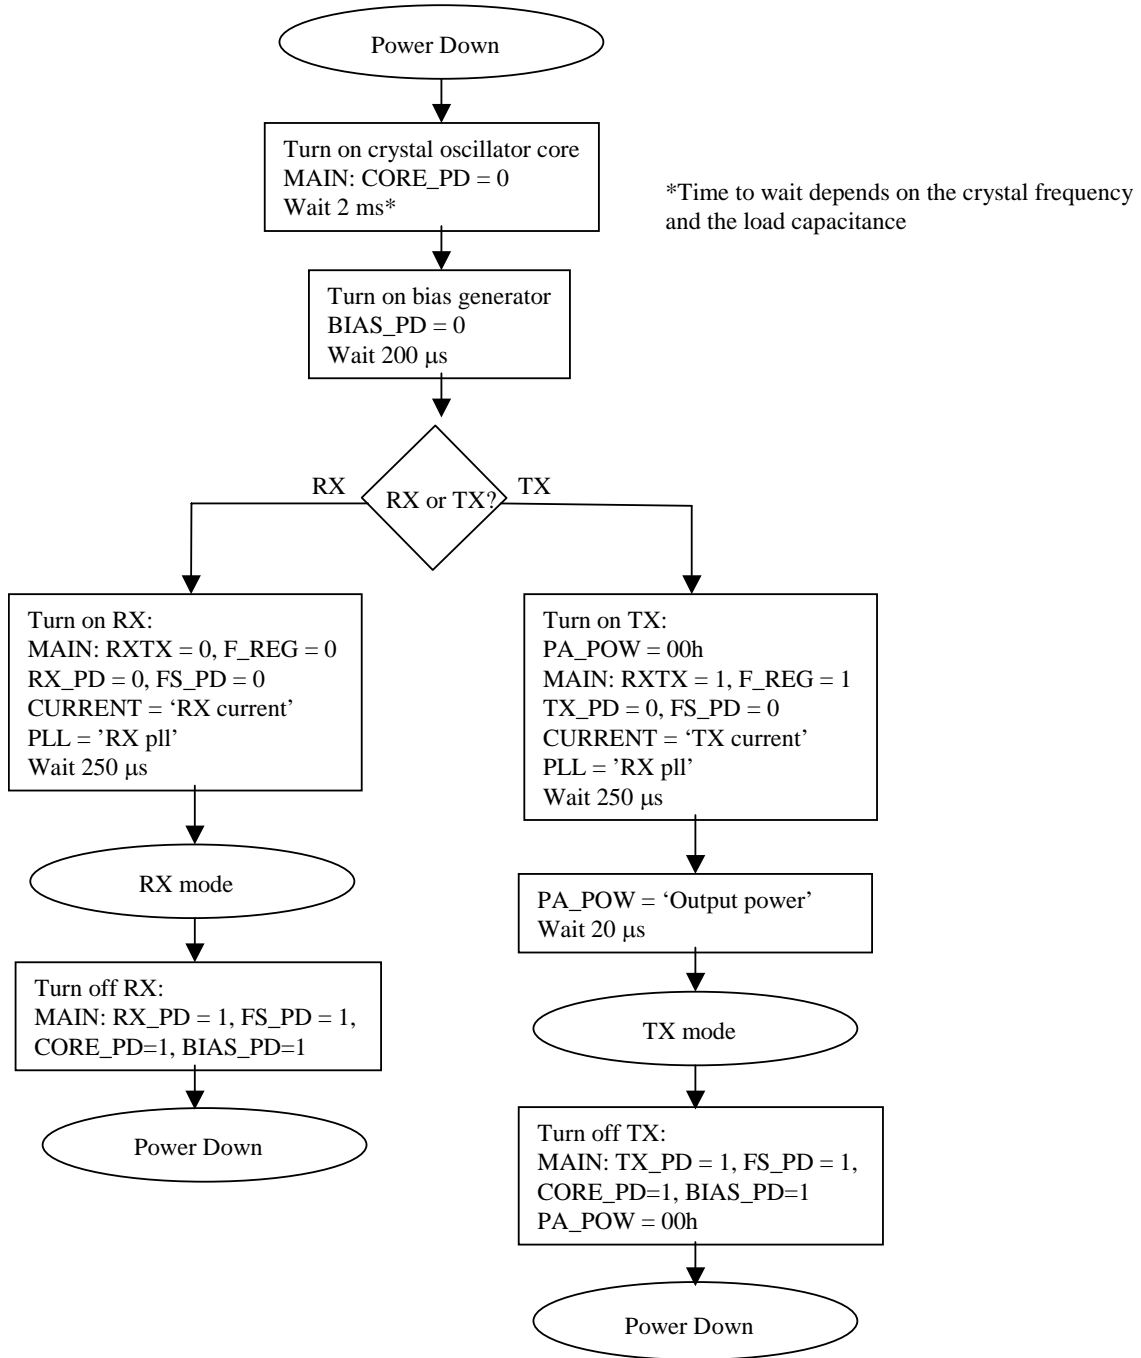 Power Down
Turn on crystal oscillator core
MAIN: CORE_PD = 0
Wait 2 ms*
*Time to wait depends on the crystal frequency
and the load capacitance
Turn on bias generator
BIAS_PD = 0
Wait 200 μs
RX
RX or TX?
TX
Turn on RX:
MAIN: RXTX = 0, F_REG = 0
RX_PD = 0, FS_PD = 0
CURRENT = ‘RX current’
PLL = ’RX pll’
Wait 250 μs
RX mode
Turn off RX:
MAIN: RX_PD = 1, FS_PD = 1,
CORE_PD=1, BIAS_PD=1
Power Down
Turn on TX:
PA_POW = 00h
MAIN: RXTX = 1, F_REG = 1
TX_PD = 0, FS_PD = 0
CURRENT = ‘TX current’
PLL = ’RX pll’
Wait 250 μs
PA_POW = ‘Output power’
Wait 20 μs
TX mode
Turn off TX:
MAIN: TX_PD = 1, FS_PD = 1,
CORE_PD=1, BIAS_PD=1
PA_POW = 00h
Power Down